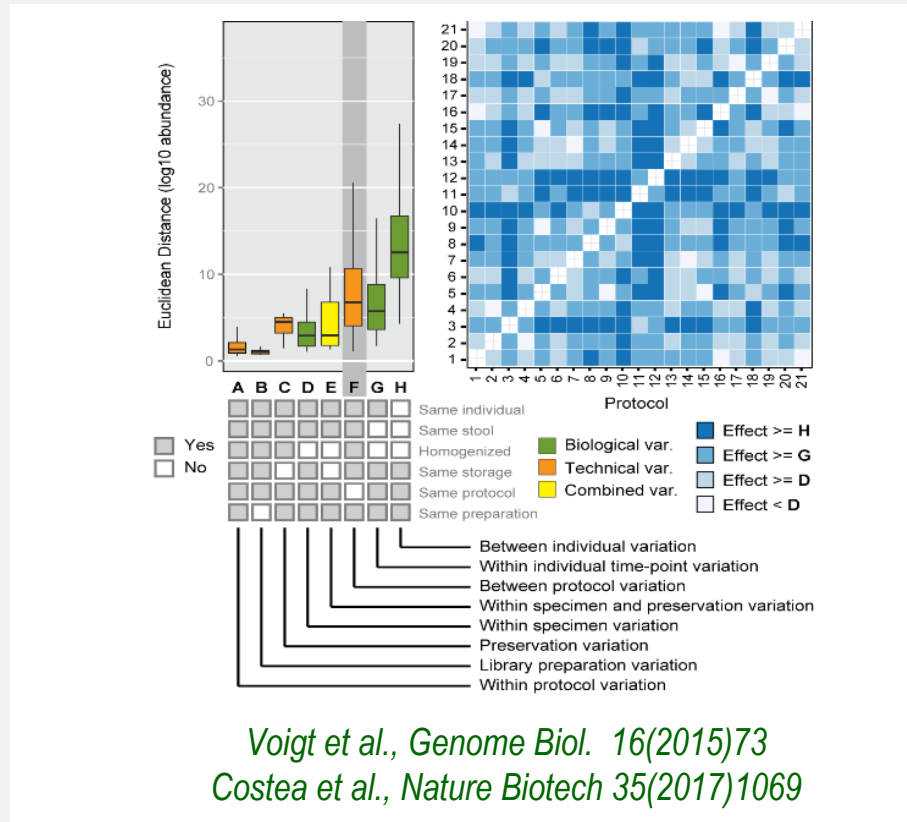 Euclidean Distance (log10 abundance)
30
20
10
0
A B C D E F G H
Same individual
Same stool
Homogenized
Same storage
Same protocol
Same preparation
Yes
No
21
20
19
18
17
16
15
14
13
12
11
10
9
8
7
6
5
4
3
2
1
1 2 3 4 5 6 7 8 9 10 11 12 13 14 15 16 17 18 19 20 21
Protocol
Biological var.
Technical var.
Combined var.
Effect >= H
Effect >= G
Effect >= D
Effect < D
Between individual variation
Within individual time-point variation
Between protocol variation
Within specimen and preservation variation
Within specimen variation
Preservation variation
Library preparation variation
Within protocol variation
Voigt et al., Genome Biol. 16(2015)73
Costea et al., Nature Biotech 35(2017)1069